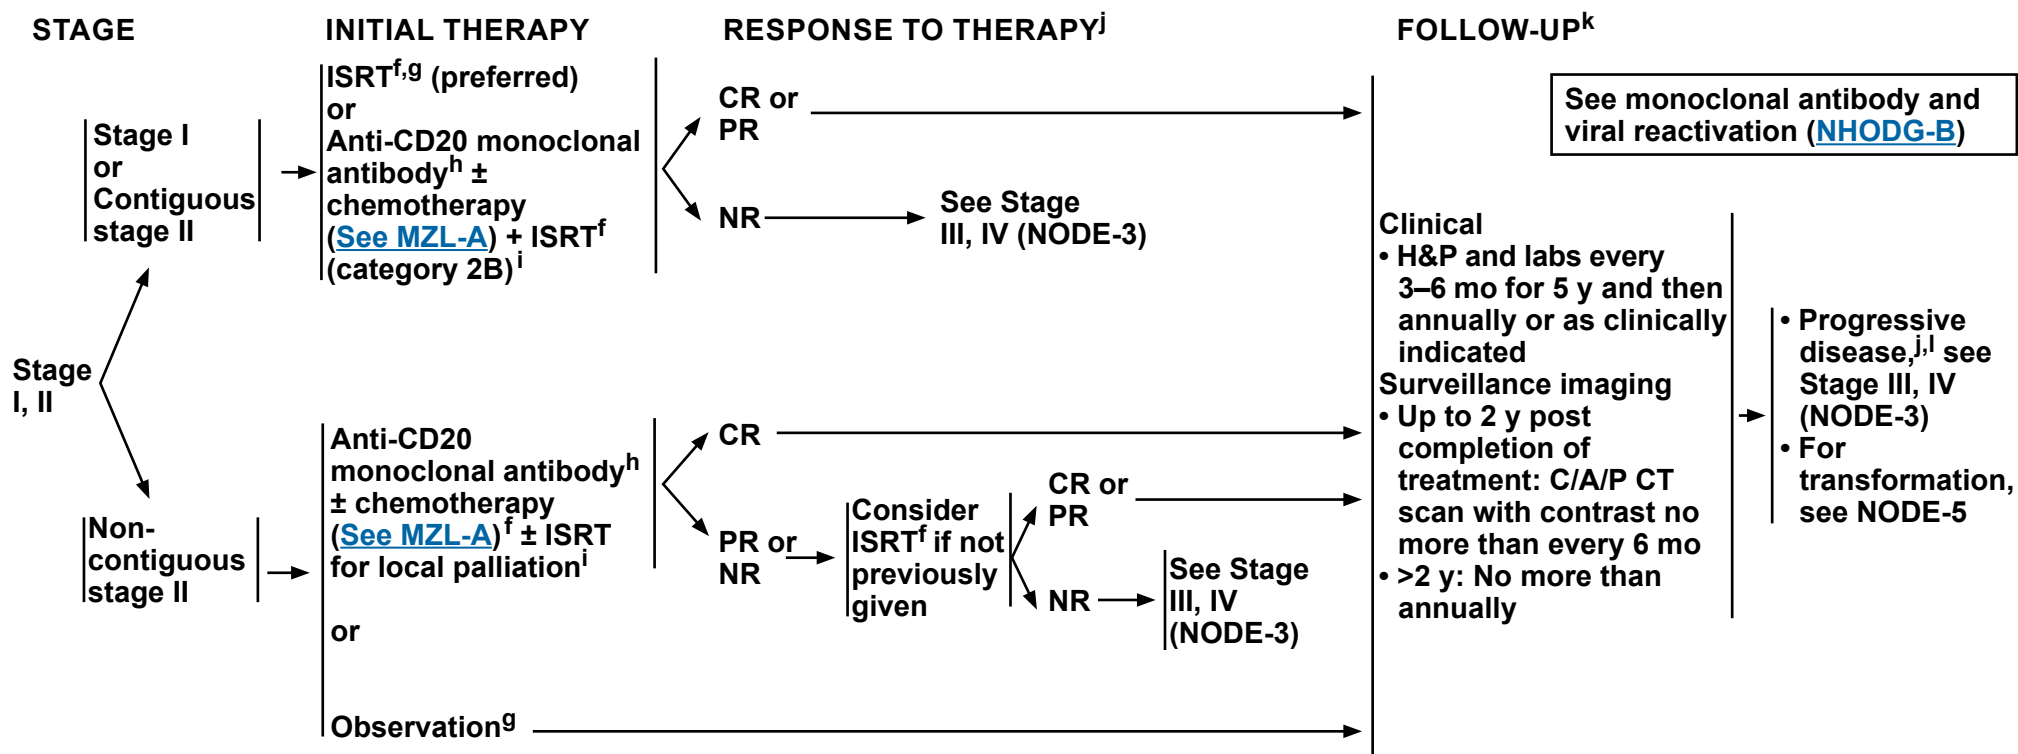 STAGE
INITIAL THERAPY
RESPONSE TO THERAPYj
FOLLOW-UPk
Stage
I, II
Stage I
or
Contiguous
stage II
ISRTf,g (preferred)
or
Anti-CD20 monoclonal
antibodyh ±
chemotherapy
(See MZL-A) + ISRTf
(category 2B)i
CR or
PR
NR
See Stage
III, IV (NODE-3)
Non-
contiguous
stage II
Anti-CD20
monoclonal antibodyh
± chemotherapy
(See MZL-A)f ± ISRT
for local palliationi
or
Observationg
CR
PR or
NR
Consider
ISRTf if not
previously
given
CR or
PR
NR
See Stage
III, IV
(NODE-3)
See monoclonal antibody and
viral reactivation (NHODG-B)
Clinical
• H&P and labs every
3–6 mo for 5 y and then
annually or as clinically
indicated
Surveillance imaging
• Up to 2 y post
completion of
treatment: C/A/P CT
scan with contrast no
more than every 6 mo
• >2 y: No more than
annually
• Progressive
disease,j,l see
Stage III, IV
(NODE-3)
• For
transformation,
see NODE-5